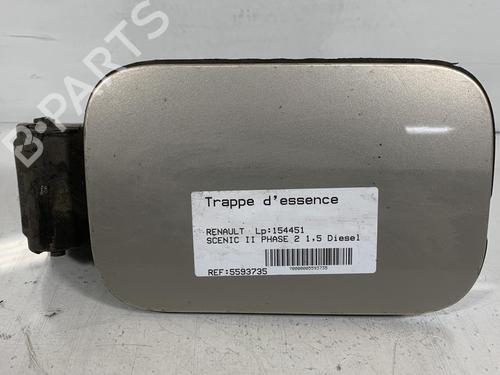 B-PARTS
Trappe d'essence
RENAULT Lp:154451
SCENIC II PHASE 2 1.5 Diesel
REF:5593735